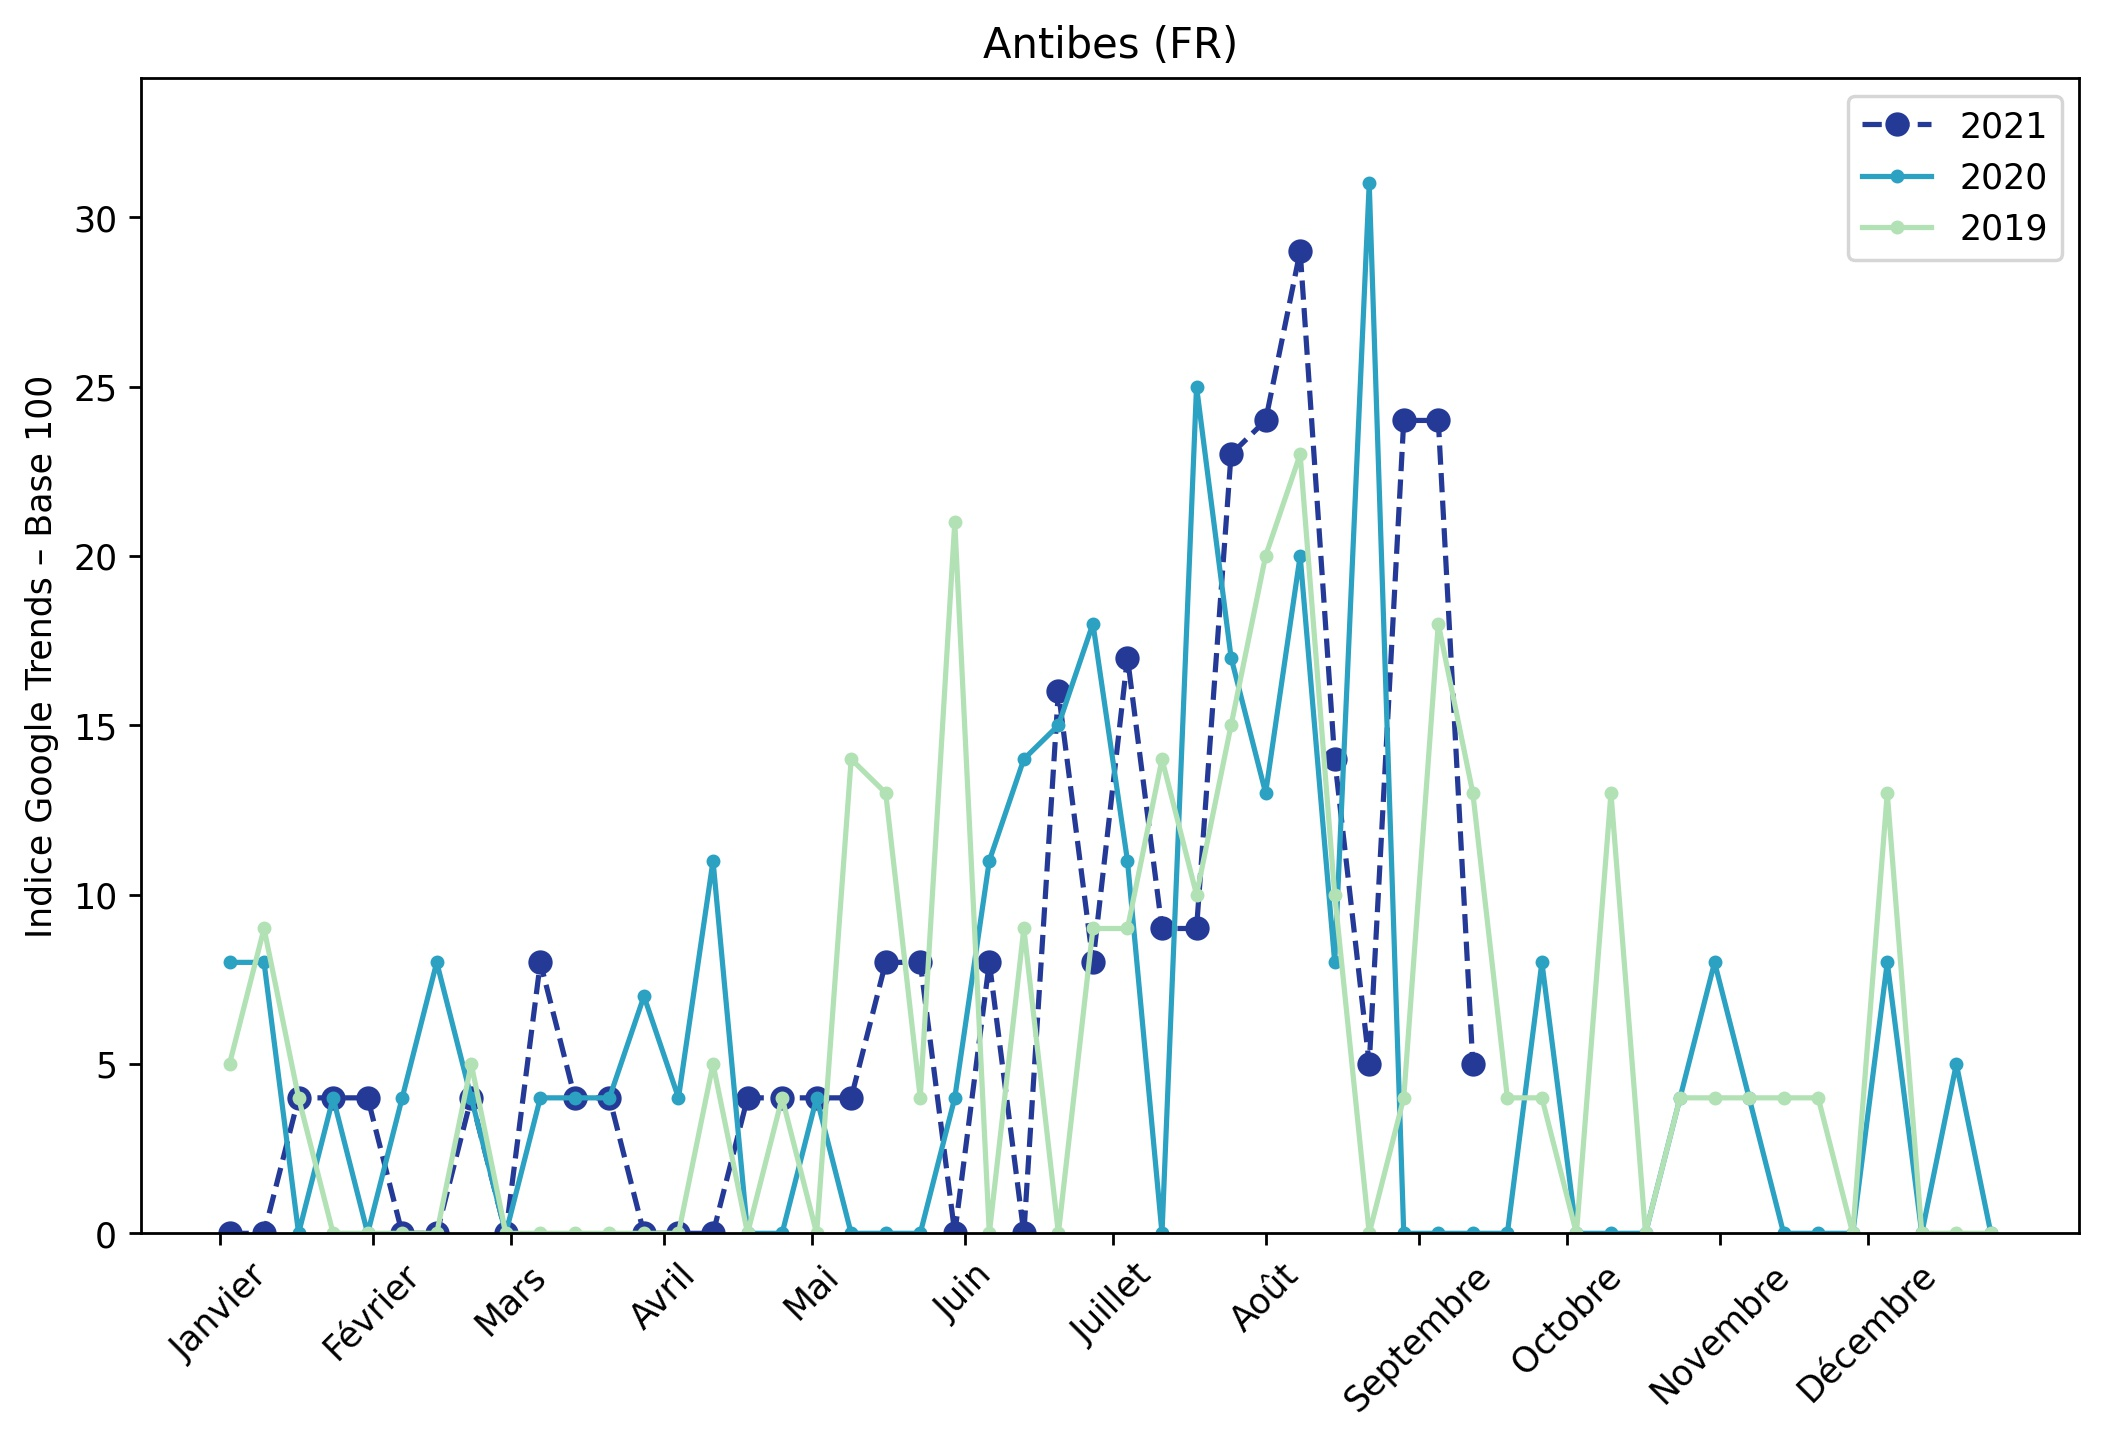 Antibes (FR)
2021
2020
2019
Indice Google Trends – Base 100
30
25
20
15
10
5
0
Janvier
Février
Mars
Avril
Mai
Juin
Juillet
Août
Septembre
Octobre
Novembre
Décembre